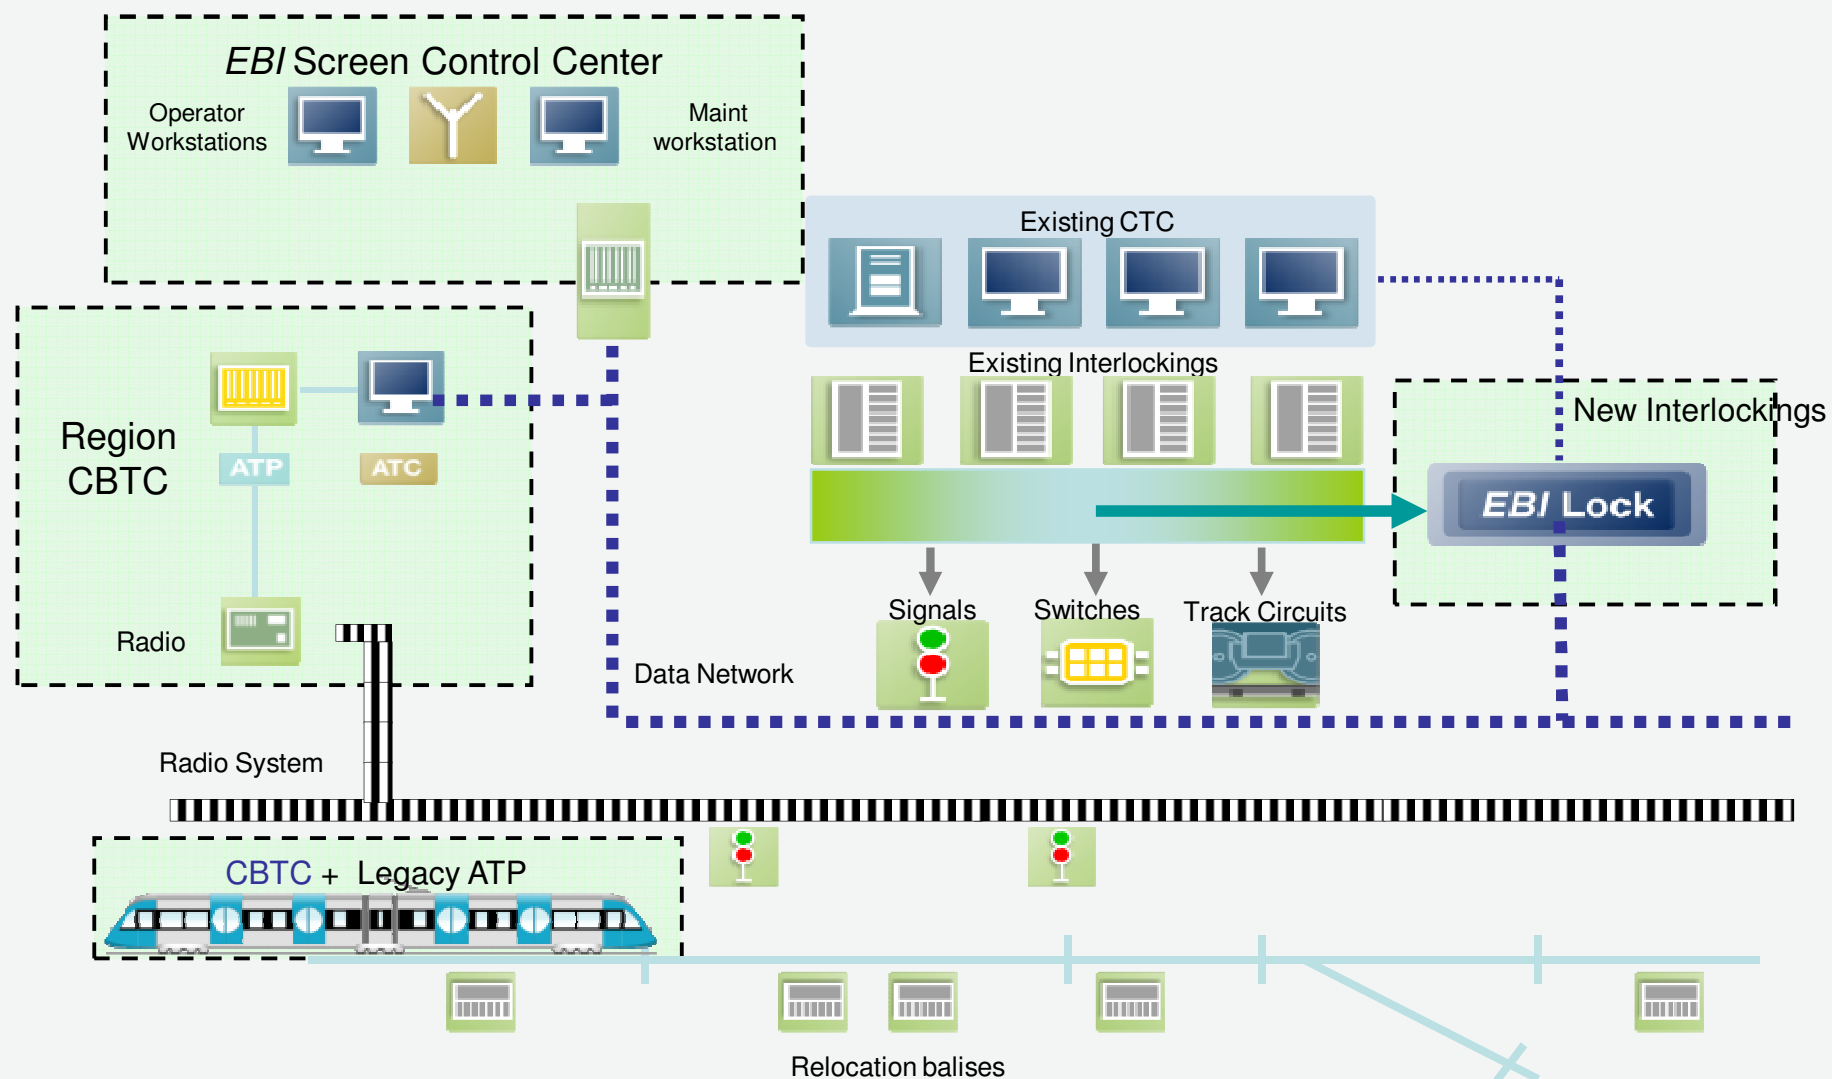 EBI Screen Control Center
Operator
Workstations
Maint
workstation
Existing CTC
Existing Interlockings
New Interlockings
Region
CBTC
ATP
ATC
EBI Lock
Radio
Signals
Switches
Track Circuits
Data Network
Radio System
CBTC + Legacy ATP
Relocation balises